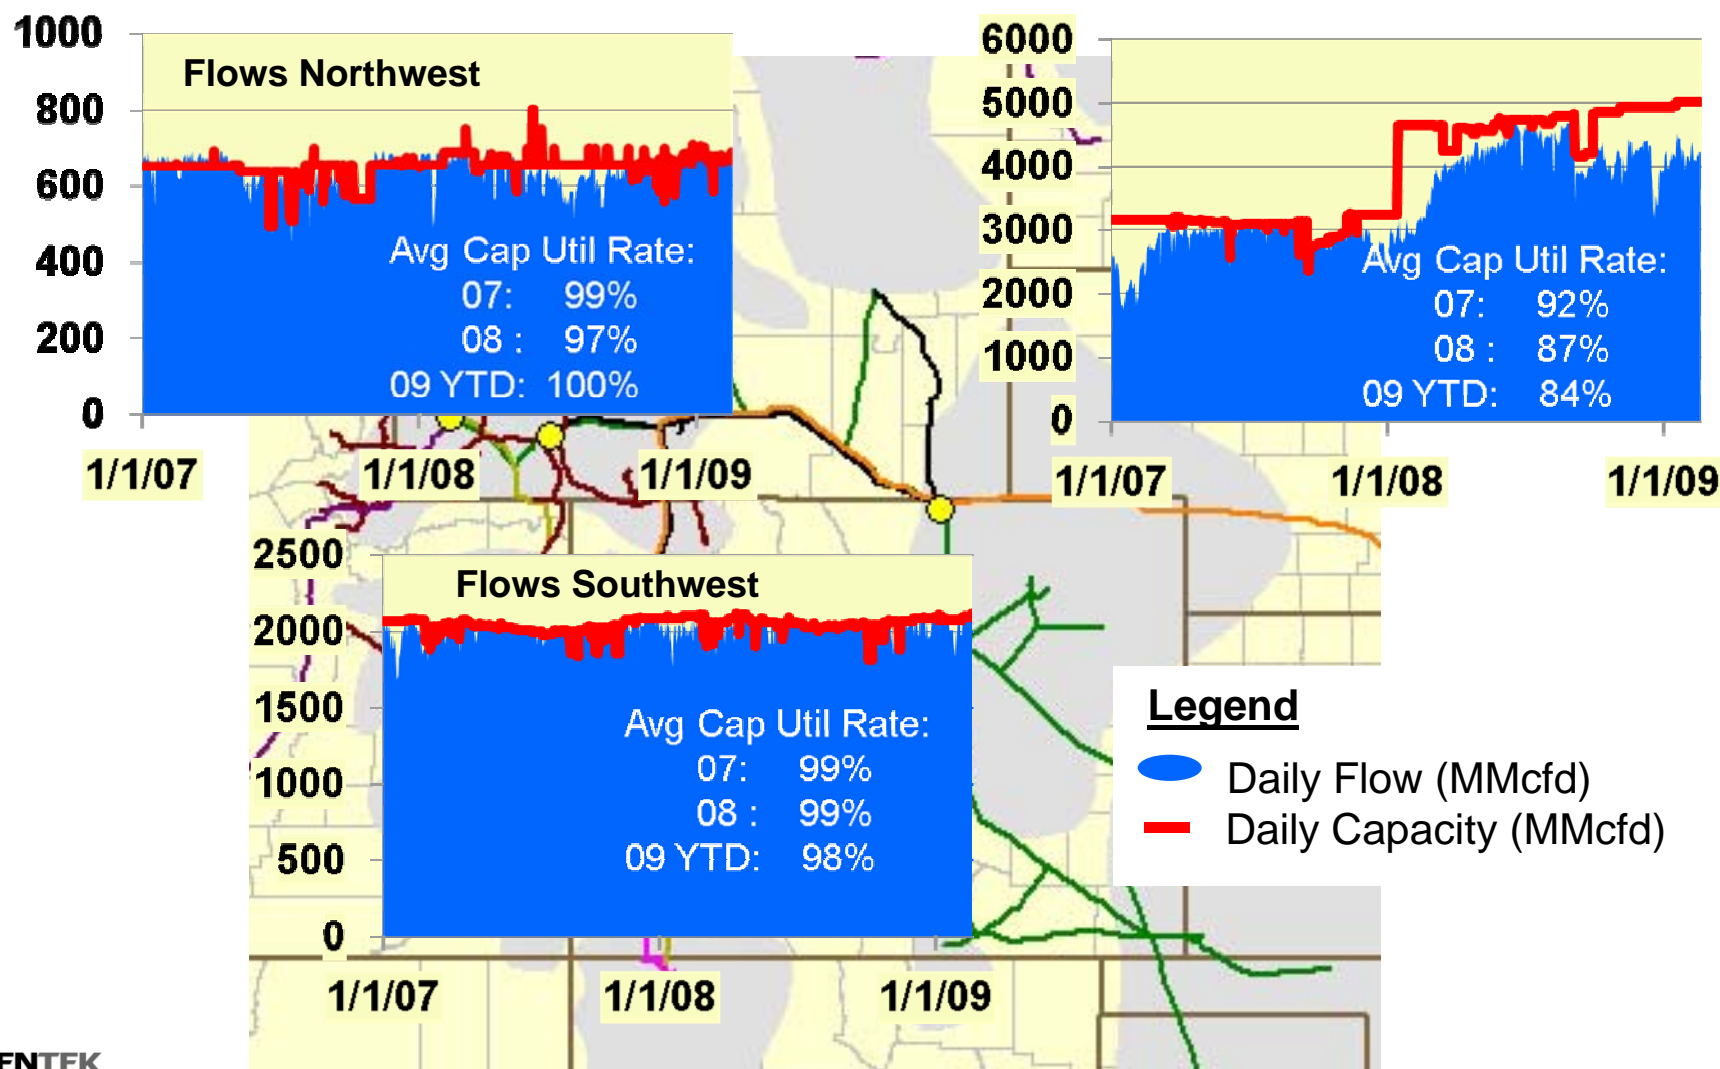 1000
800
600
400
200
0
Flows Northwest
Avg Cap Util Rate:
07: 99%
08 : 97%
09 YTD: 100%
1/1/07 1/1/08 1/1/09
6000
5000
4000
3000
2000
1000
0
Avg Cap Util Rate:
07: 92%
08 : 87%
09 YTD: 84%
1/1/07 1/1/08 1/1/09
2500
2000
1500
1000
500
0
Flows Southwest
Avg Cap Util Rate:
07: 99%
08 : 99%
09 YTD: 98%
1/1/07 1/1/08 1/1/09
Legend
Daily Flow (MMcfd)
Daily Capacity (MMcfd)